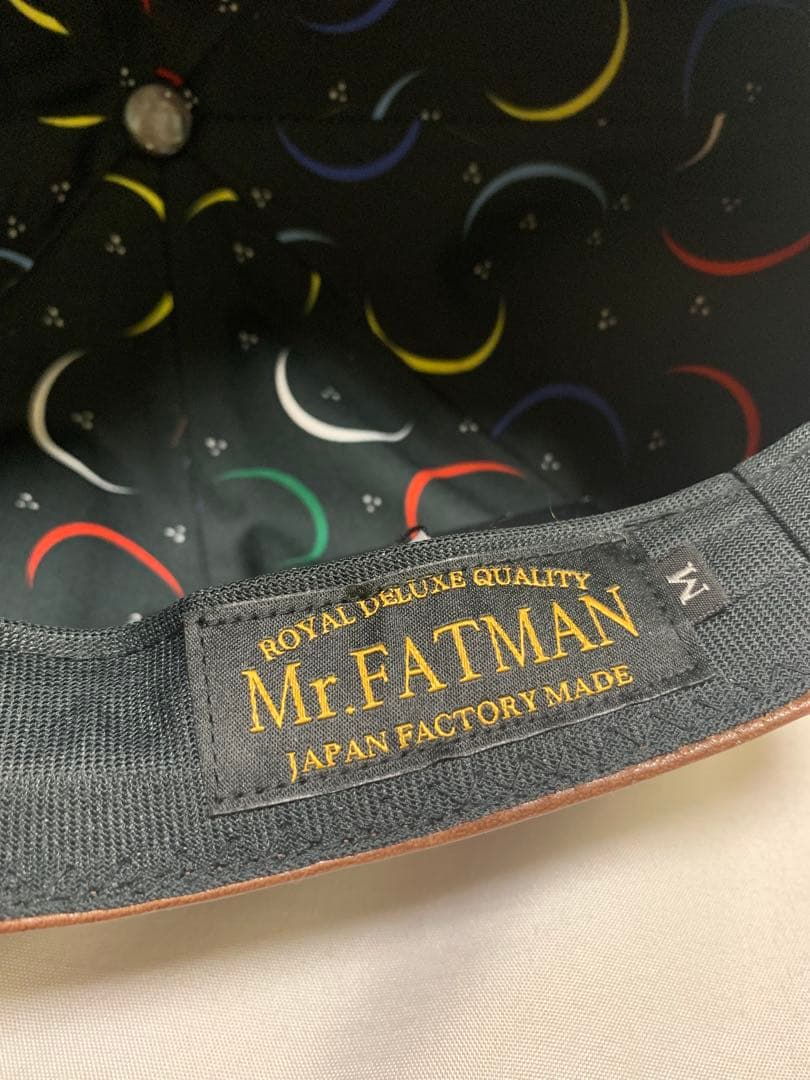 ROYAL DELUXE QUALITY
Mr.FATMAN
JAPAN FACTORY MADE
M